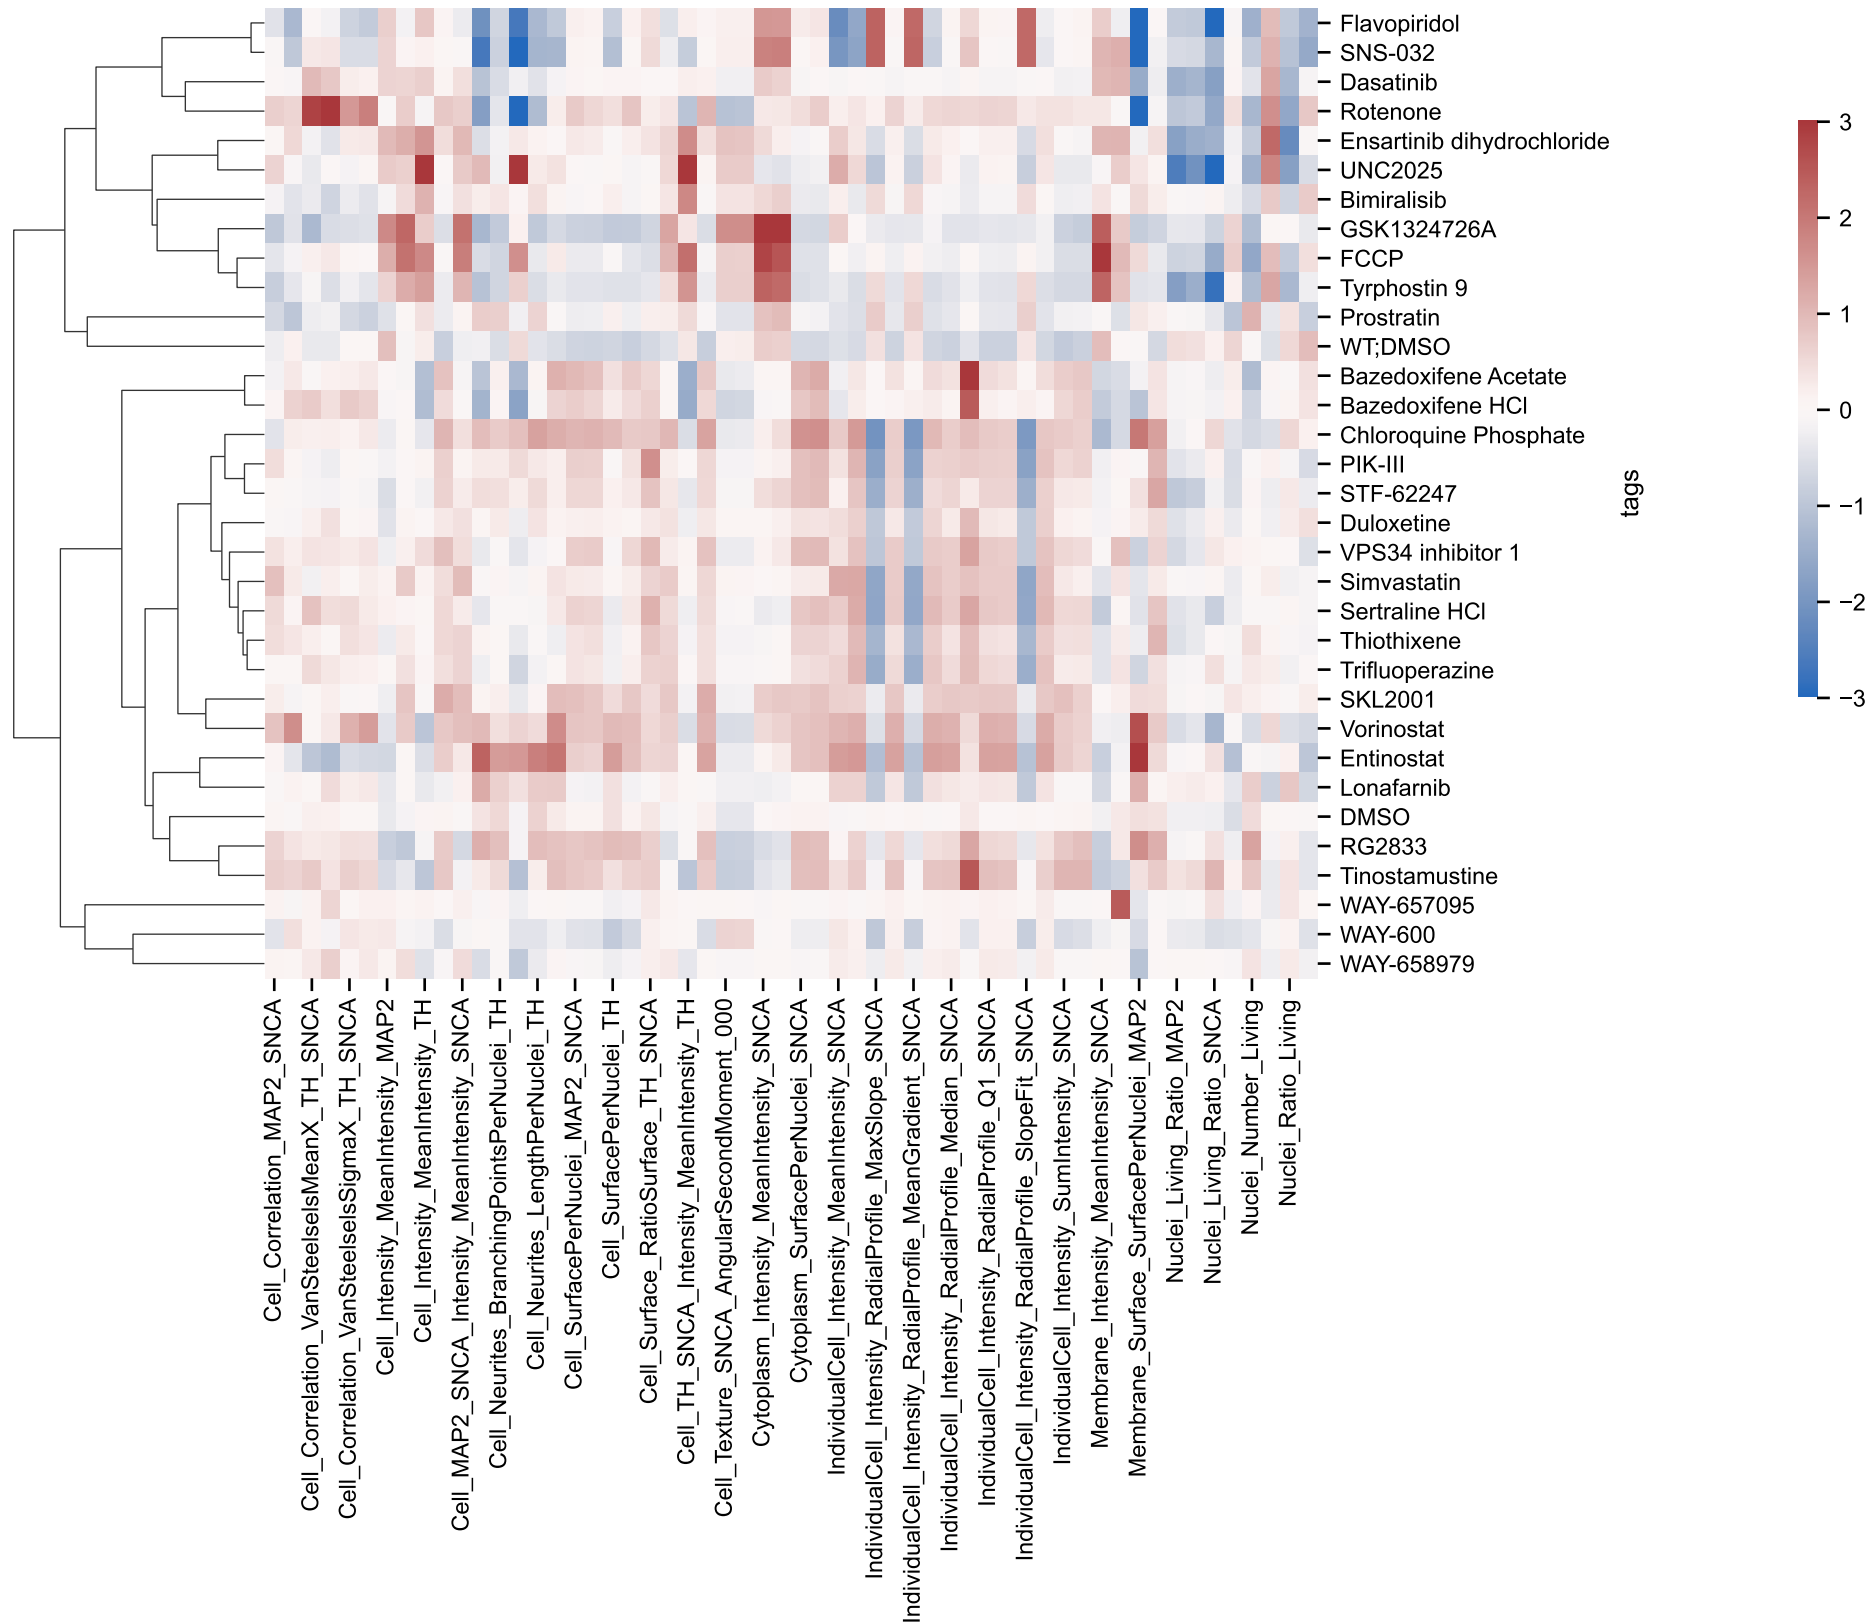 Flavopiridol
SNS-032
Dasatinib
Rotenone
Ensartinib dihydrochloride
UNC2025
Bimiralisib
GSK1324726A
FCCP
Tyrphostin 9
Prostratin
WT;DMSO
Bazedoxifene Acetate
Bazedoxifene HCl
Chloroquine Phosphate
PIK-III
STF-62247
Duloxetine
VPS34 inhibitor 1
Simvastatin
Sertraline HCl
Thiothixene
Trifluoperazine
SKL2001
Vorinostat
Entinostat
Lonafarnib
DMSO
RG2833
Tinostamustine
WAY-657095
WAY-600
WAY-658979
tags
3
2
1
0
−1
−2
−3
Cell_Correlation_MAP2_SNCA
Cell_Correlation_VanSteelselsMeanX_TH_SNCA
Cell_Correlation_VanSteelselsSigmaX_TH_SNCA
Cell_Intensity_MeanIntensity_MAP2
Cell_Intensity_MeanIntensity_TH
Cell_MAP2_SNCA_Intensity_MeanIntensity_SNCA
Cell_Neurites_BranchingPointsPerNuclei_TH
Cell_Neurites_LengthPerNuclei_TH
Cell_SurfacePerNuclei_MAP2_SNCA
Cell_SurfacePerNuclei_TH
Cell_Surface_RatioSurface_TH_SNCA
Cell_TH_SNCA_Intensity_MeanIntensity_TH
Cell_Texture_SNCA_AngularSecondMoment_000
Cytoplasm_Intensity_MeanIntensity_SNCA
Cytoplasm_SurfacePerNuclei_SNCA
IndividualCell_Intensity_MeanIntensity_SNCA
IndividualCell_Intensity_RadialProfile_MaxSlope_SNCA
IndividualCell_Intensity_RadialProfile_MeanGradient_SNCA
IndividualCell_Intensity_RadialProfile_Median_SNCA
IndividualCell_Intensity_RadialProfile_Q1_SNCA
IndividualCell_Intensity_RadialProfile_SlopeFit_SNCA
IndividualCell_Intensity_SumIntensity_SNCA
Membrane_Intensity_MeanIntensity_SNCA
Membrane_Surface_SurfacePerNuclei_MAP2
Nuclei_Living_Ratio_MAP2
Nuclei_Living_Ratio_SNCA
Nuclei_Number_Living
Nuclei_Ratio_Living